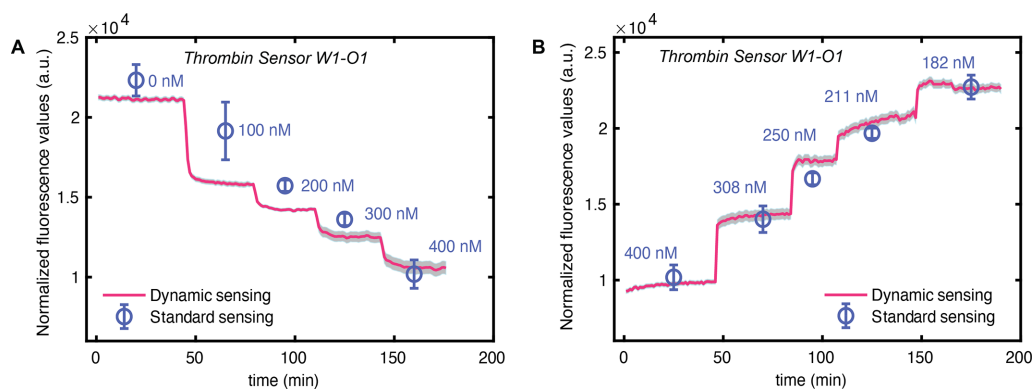 A
×10⁴
Thrombin Sensor W1-O1
Normalized fluorescence values (a.u.)
2.5
2
1.5
1
0 nM
100 nM
200 nM
300 nM
400 nM
Dynamic sensing
Standard sensing
0
50
100
150
200
time (min)
B
×10⁴
Thrombin Sensor W1-O1
Normalized fluorescence values (a.u.)
2.5
2
1.5
1
182 nM
211 nM
250 nM
308 nM
400 nM
Dynamic sensing
Standard sensing
0
50
100
150
200
time (min)